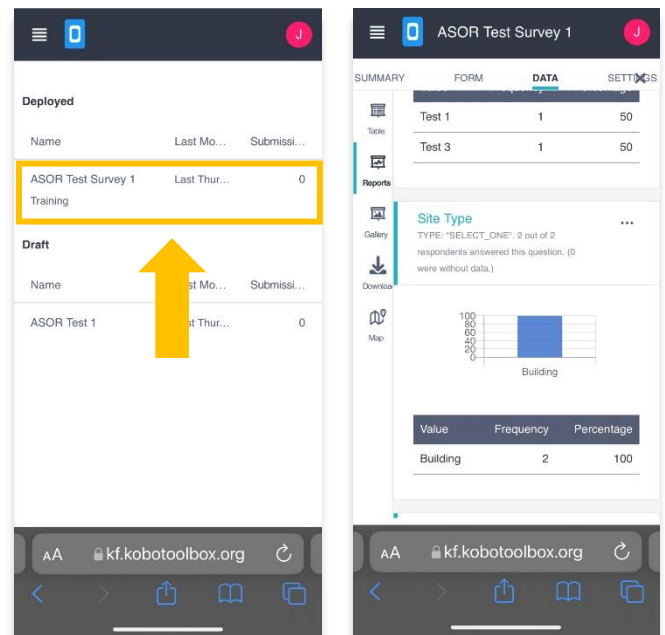 J
Deployed
Name Last Mo... Submissi...
ASOR Test Survey 1 Last Thur... 0
Training
Draft
Name st Mo... Submissi...
ASOR Test 1 st Thur... 0
AA kf.kobotoolbox.org
ASOR Test Survey 1 J
SUMMARY FORM DATA SETTINGS
Table
Reports
Gallery
Downloa
Map
Test 1 1 50
Test 3 1 50
Site Type ...
TYPE: "SELECT_ONE". 2 out of 2
respondents answered this question. (0
were without data.)
100
80
60
40
20
0
Building
Value Frequency Percentage
Building 2 100
AA kf.kobotoolbox.org